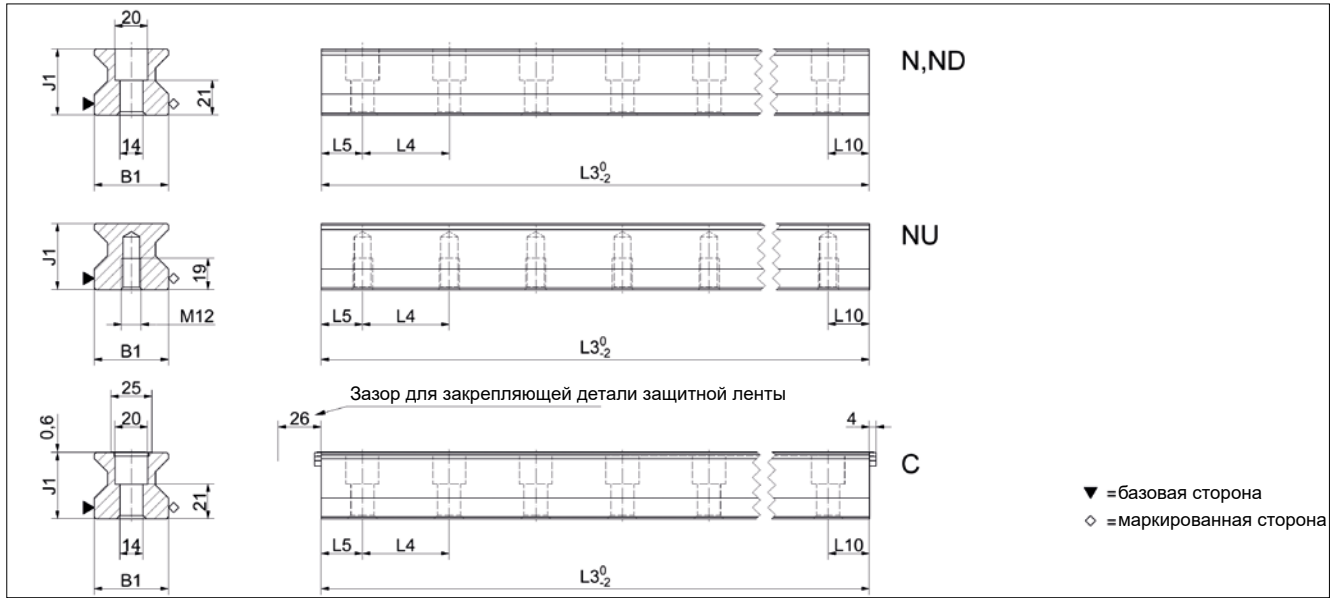 20
J1
21
14
B1
L5
L4
L10
L3 0 -2
N,ND
J1
19
M12
B1
L5
L4
L10
L3 0 -2
NU
25
20
0,6
J1
21
14
B1
Зазор для закрепляющей детали защитной ленты
26
4
L5
L4
L10
L3 0 -2
C
▼ =базовая сторона
◇ =маркированная сторона